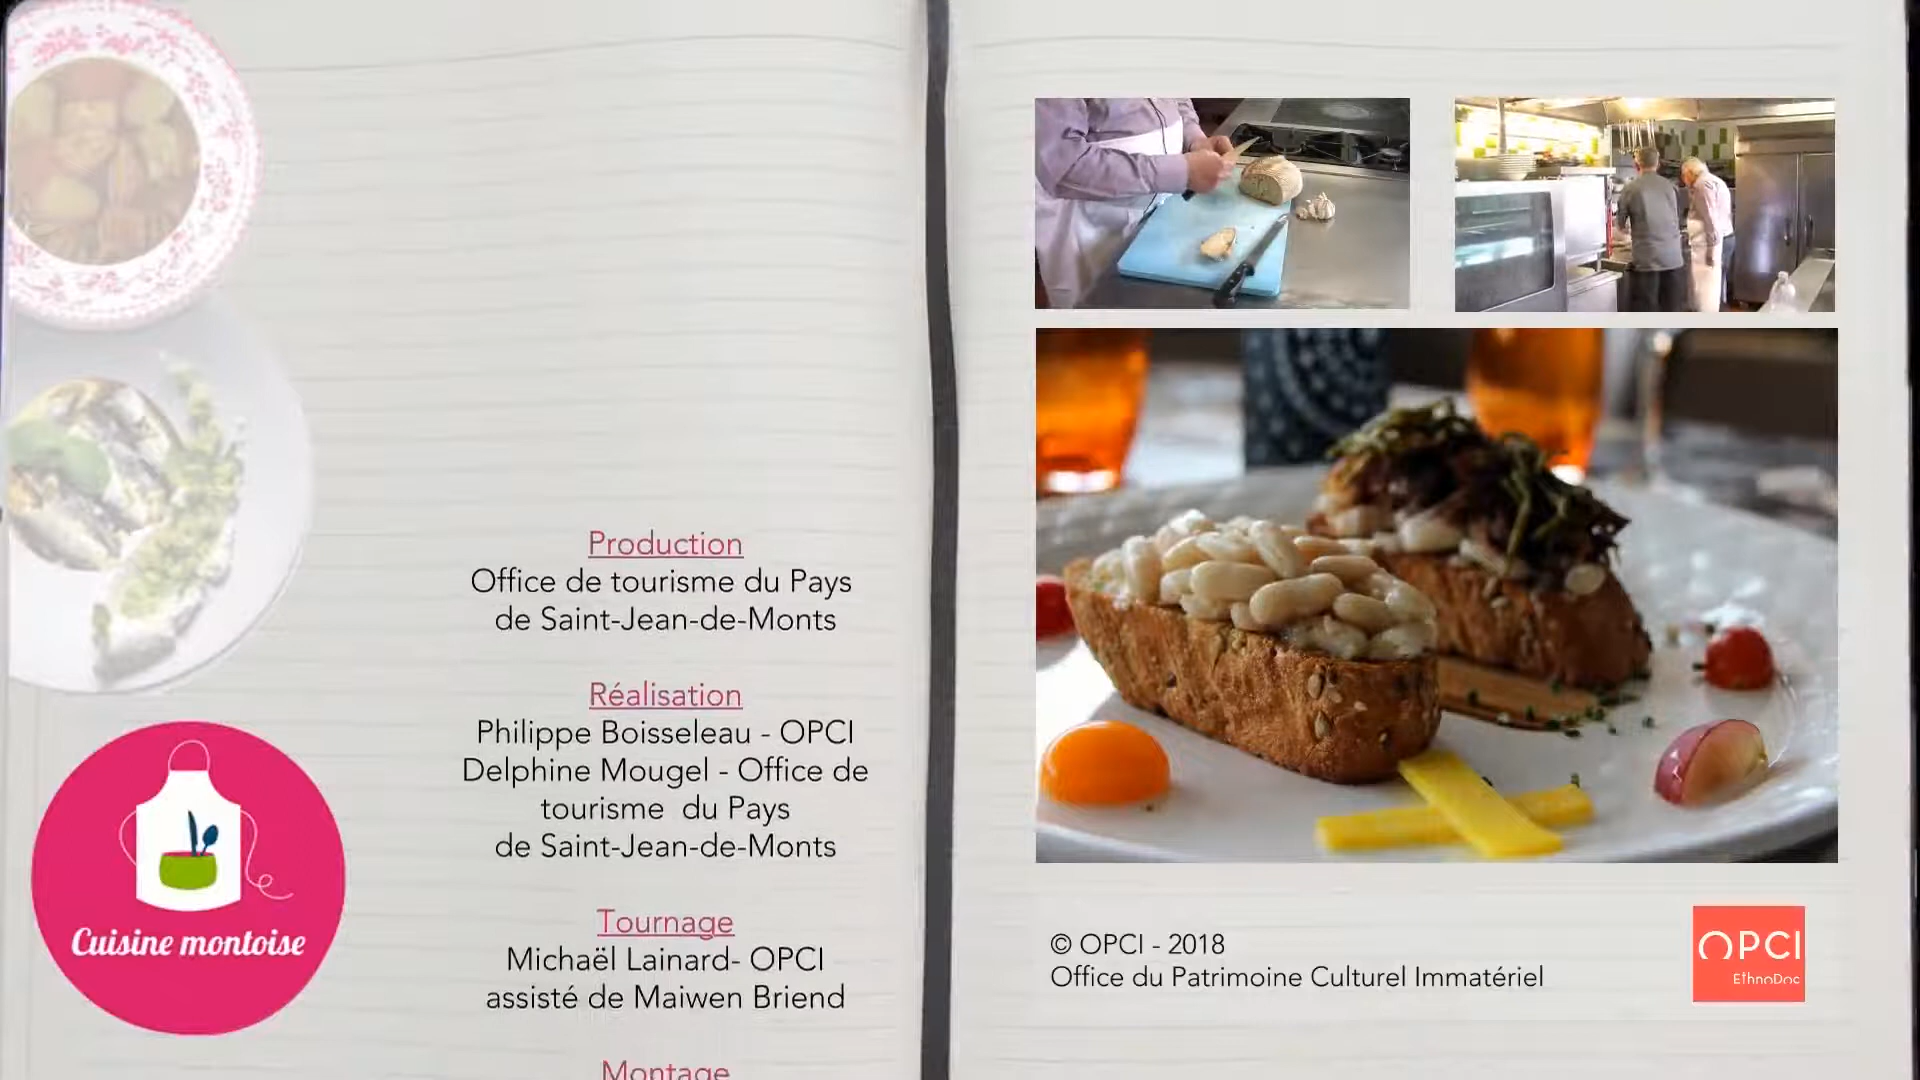 Production
Office de tourisme du Pays
de Saint-Jean-de-Monts
Réalisation
Philippe Boisseleau - OPCI
Delphine Mougel - Office de
tourisme du Pays
de Saint-Jean-de-Monts
Tournage
Michaël Lainard- OPCI
assisté de Maiwen Briend
Montage
Cuisine montoise
© OPCI - 2018
Office du Patrimoine Culturel Immatériel
OPCI
EthnoDoc